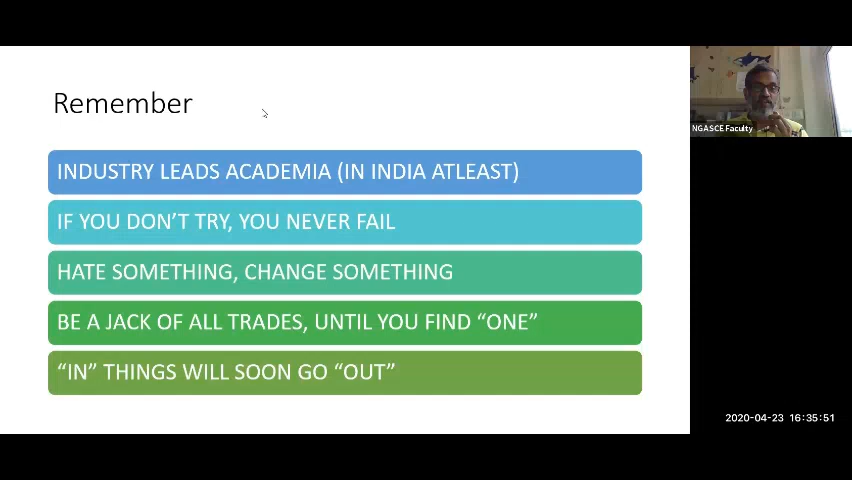 Remember
INDUSTRY LEADS ACADEMIA (IN INDIA ATLEAST)
IF YOU DON’T TRY, YOU NEVER FAIL
HATE SOMETHING, CHANGE SOMETHING
BE A JACK OF ALL TRADES, UNTIL YOU FIND “ONE”
“IN” THINGS WILL SOON GO “OUT”
NGASCE Faculty
2020-04-23 16:35:51